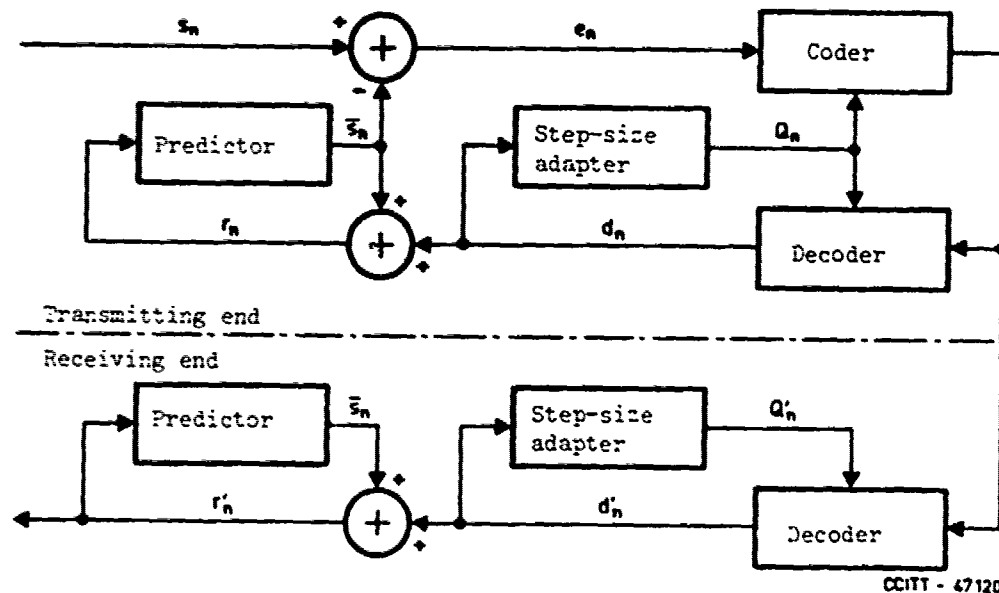 +
sₙ
eₙ
Coder
-
Predictor
s̅ₙ
Step-size
adapter
Qₙ
+
rₙ
+
dₙ
Decoder
Transmitting end
Receiving end
Predictor
s̅ₙ
Step-size
adapter
Q'ₙ
+
r'ₙ
+
d'ₙ
Decoder
CCITT - 47120